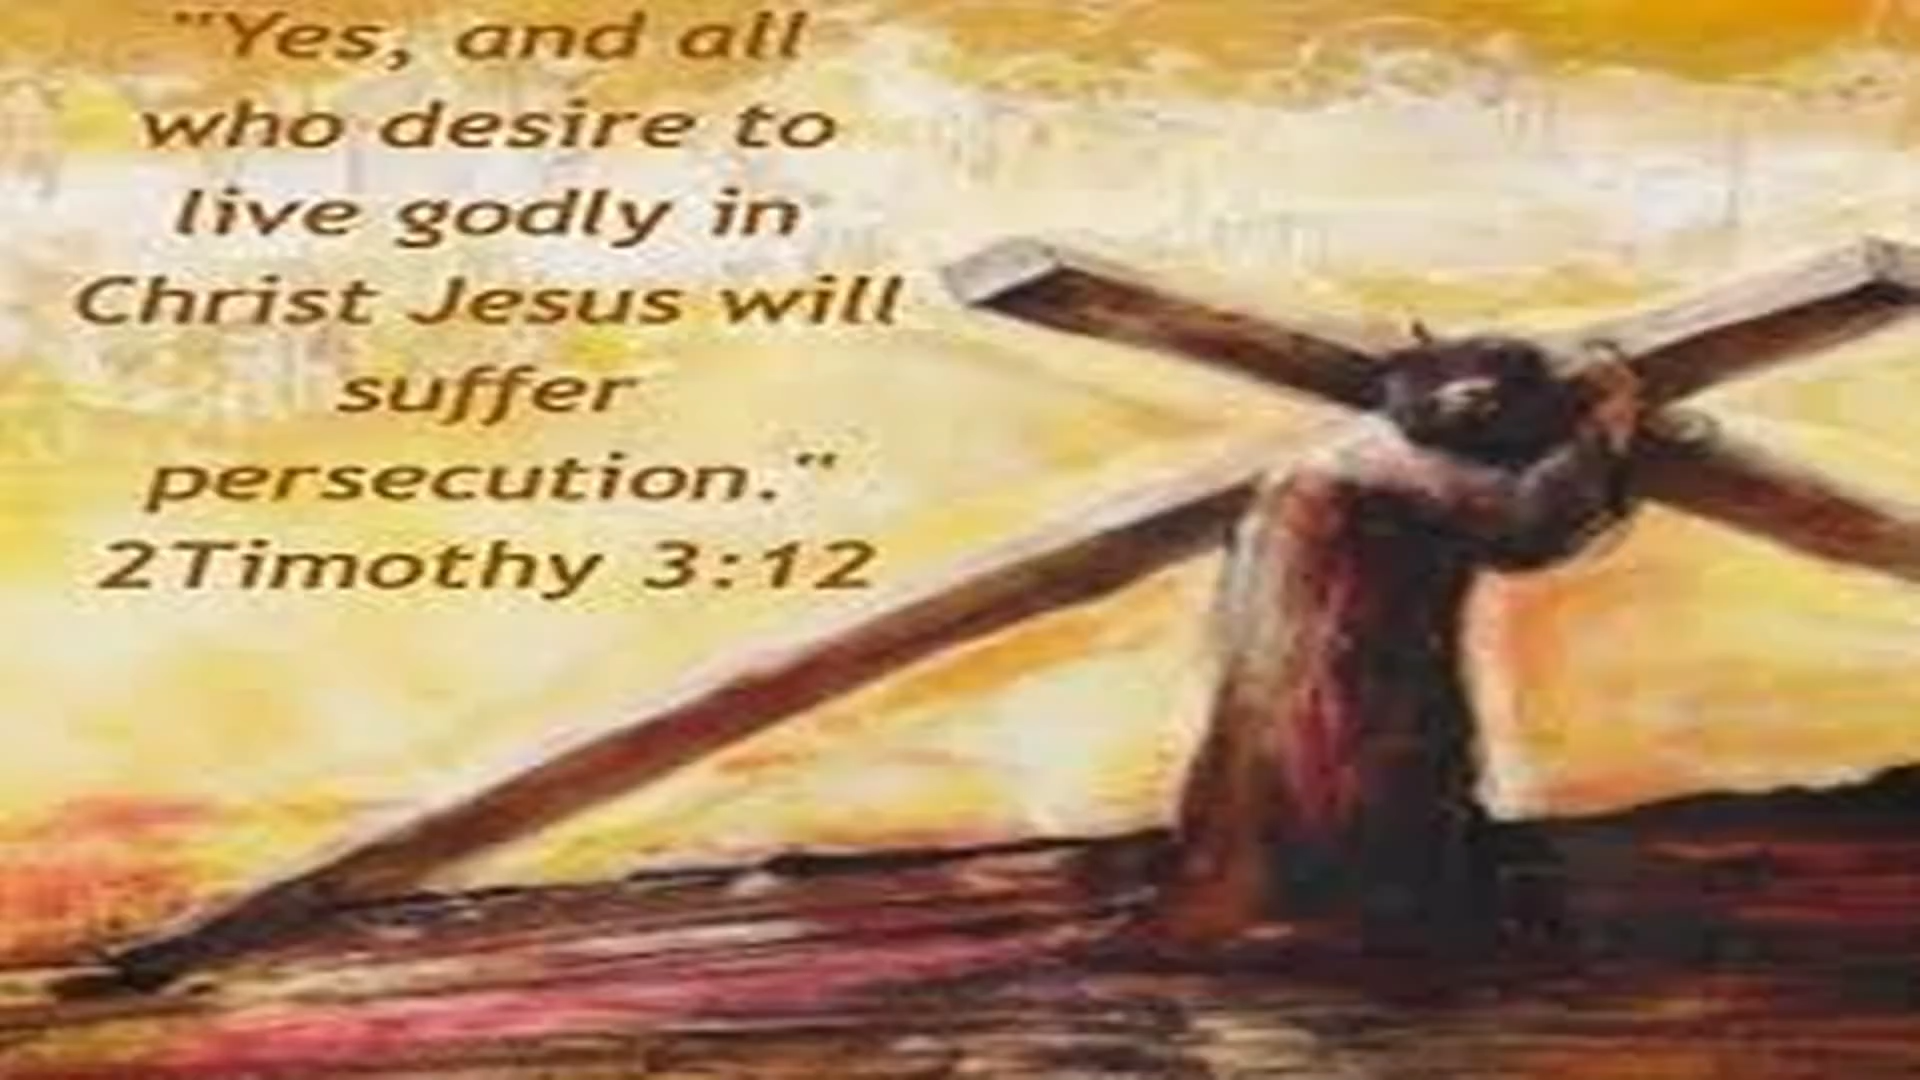 "Yes, and all
who desire to
live godly in
Christ Jesus will
suffer
persecution."
2Timothy 3:12